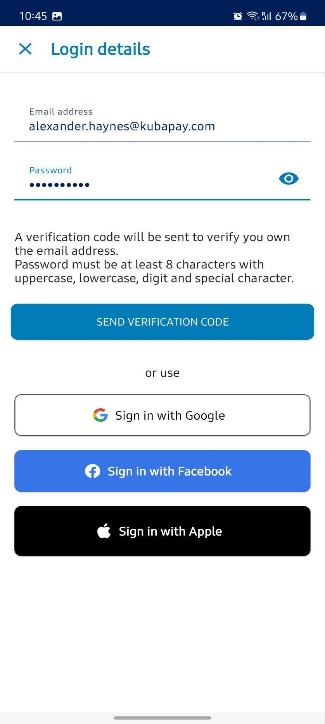 10:45 67%
Login details
Email address
alexander.haynes@kubapay.com
Password
••••••••••
A verification code will be sent to verify you own
the email address.
Password must be at least 8 characters with
uppercase, lowercase, digit and special character.
SEND VERIFICATION CODE
or use
Sign in with Google
Sign in with Facebook
Sign in with Apple